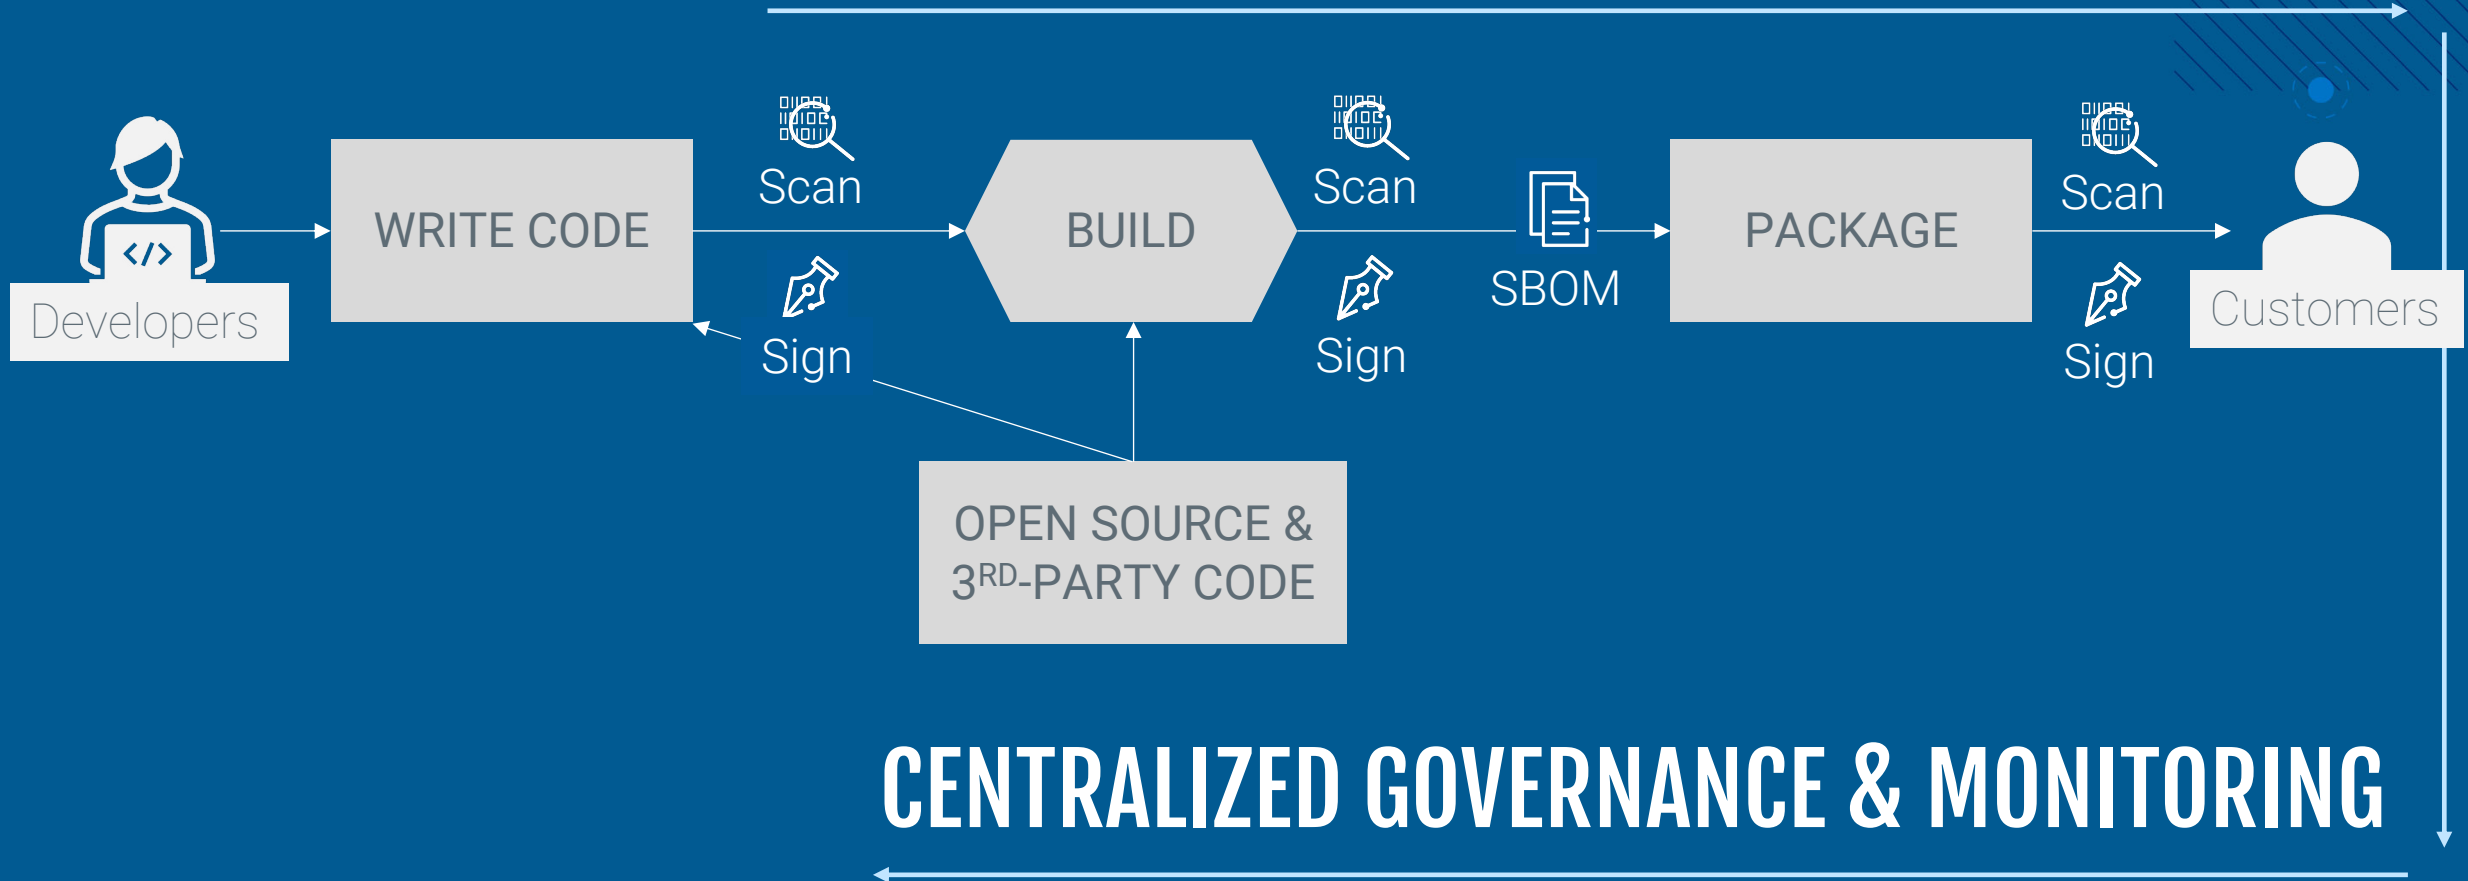 Developers
</>
WRITE CODE
Scan
Sign
BUILD
Scan
Sign
SBOM
PACKAGE
Scan
Sign
Customers
OPEN SOURCE &
3RD-PARTY CODE
CENTRALIZED GOVERNANCE & MONITORING